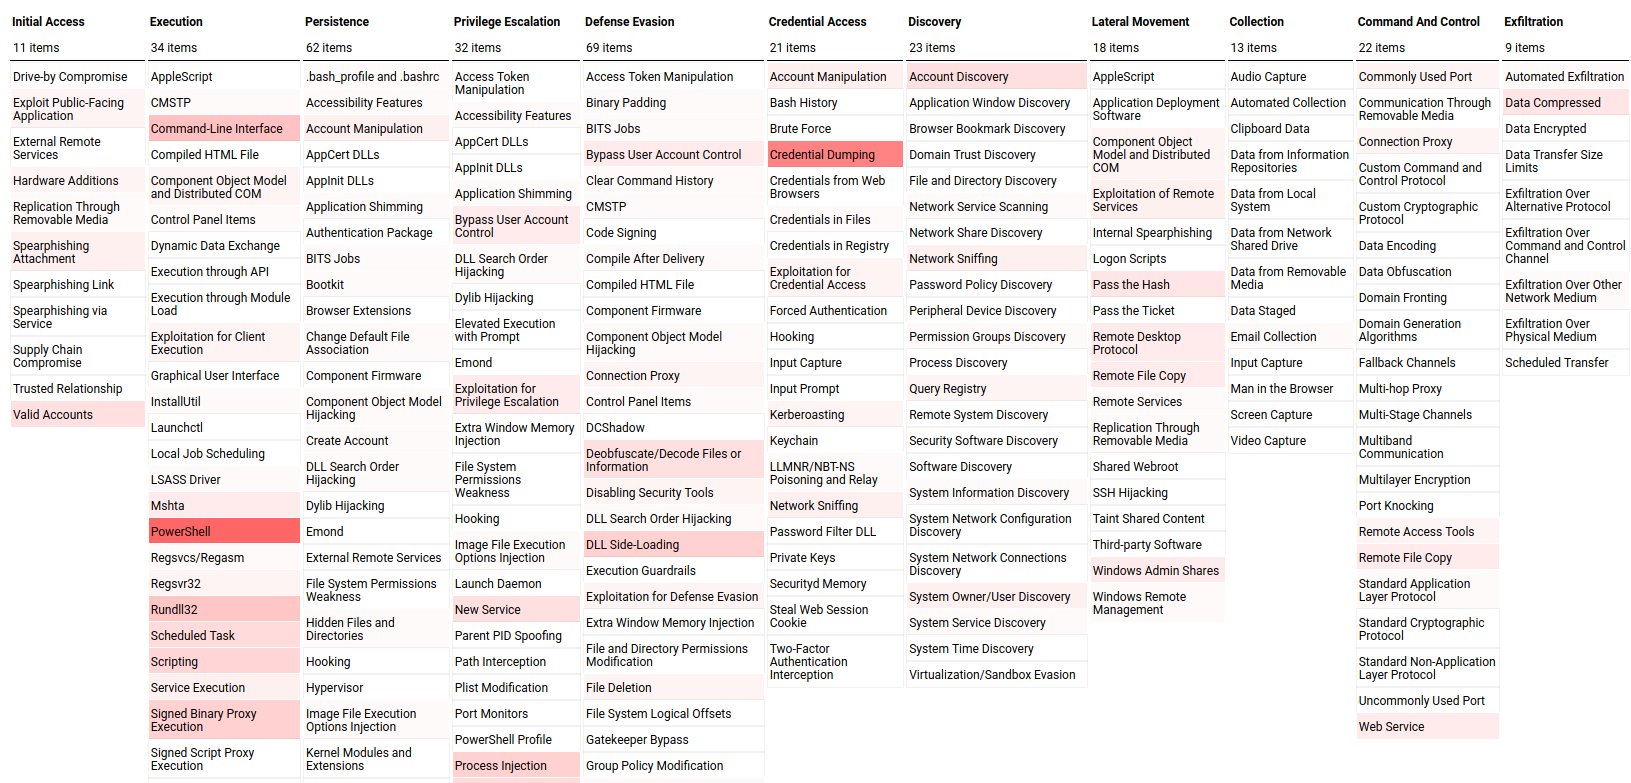 Initial Access
11 items
Drive-by Compromise
Exploit Public-Facing
Application
External Remote
Services
Hardware Additions
Replication Through
Removable Media
Spearphishing
Attachment
Spearphishing Link
Spearphishing via
Service
Supply Chain
Compromise
Trusted Relationship
Valid Accounts
Execution
34 items
AppleScript
CMSTP
Command-Line Interface
Compiled HTML File
Component Object Model
and Distributed COM
Control Panel Items
Dynamic Data Exchange
Execution through API
Execution through Module
Load
Exploitation for Client
Execution
Graphical User Interface
InstallUtil
Launchctl
Local Job Scheduling
LSASS Driver
Mshta
PowerShell
Regsvcs/Regasm
Regsvr32
Rundll32
Scheduled Task
Scripting
Service Execution
Signed Binary Proxy
Execution
Signed Script Proxy
Execution
Persistence
62 items
.bash_profile and .bashrc
Accessibility Features
Account Manipulation
AppCert DLLs
AppInit DLLs
Application Shimming
Authentication Package
BITS Jobs
Bootkit
Browser Extensions
Change Default File
Association
Component Firmware
Component Object Model
Hijacking
Create Account
DLL Search Order
Hijacking
Dylib Hijacking
Emond
External Remote Services
File System Permissions
Weakness
Hidden Files and
Directories
Hooking
Hypervisor
Image File Execution
Options Injection
Kernel Modules and
Extensions
Privilege Escalation
32 items
Access Token
Manipulation
Accessibility Features
AppCert DLLs
AppInit DLLs
Application Shimming
Bypass User Account
Control
DLL Search Order
Hijacking
Dylib Hijacking
Elevated Execution
with Prompt
Emond
Exploitation for
Privilege Escalation
Extra Window Memory
Injection
File System
Permissions
Weakness
Hooking
Image File Execution
Options Injection
Launch Daemon
New Service
Parent PID Spoofing
Path Interception
Plist Modification
Port Monitors
PowerShell Profile
Process Injection
Defense Evasion
69 items
Access Token Manipulation
Binary Padding
BITS Jobs
Bypass User Account Control
Clear Command History
CMSTP
Code Signing
Compile After Delivery
Compiled HTML File
Component Firmware
Component Object Model
Hijacking
Connection Proxy
Control Panel Items
DCShadow
Deobfuscate/Decode Files or
Information
Disabling Security Tools
DLL Search Order Hijacking
DLL Side-Loading
Execution Guardrails
Exploitation for Defense Evasion
Extra Window Memory Injection
File and Directory Permissions
Modification
File Deletion
File System Logical Offsets
Gatekeeper Bypass
Group Policy Modification
Credential Access
21 items
Account Manipulation
Bash History
Brute Force
Credential Dumping
Credentials from Web
Browsers
Credentials in Files
Credentials in Registry
Exploitation for
Credential Access
Forced Authentication
Hooking
Input Capture
Input Prompt
Kerberoasting
Keychain
LLMNR/NBT-NS
Poisoning and Relay
Network Sniffing
Password Filter DLL
Private Keys
Securityd Memory
Steal Web Session
Cookie
Two-Factor
Authentication
Interception
Discovery
23 items
Account Discovery
Application Window Discovery
Browser Bookmark Discovery
Domain Trust Discovery
File and Directory Discovery
Network Service Scanning
Network Share Discovery
Network Sniffing
Password Policy Discovery
Peripheral Device Discovery
Permission Groups Discovery
Process Discovery
Query Registry
Remote System Discovery
Security Software Discovery
Software Discovery
System Information Discovery
System Network Configuration
Discovery
System Network Connections
Discovery
System Owner/User Discovery
System Service Discovery
System Time Discovery
Virtualization/Sandbox Evasion
Lateral Movement
18 items
AppleScript
Application Deployment
Software
Component Object
Model and Distributed
COM
Exploitation of Remote
Services
Internal Spearphishing
Logon Scripts
Pass the Hash
Pass the Ticket
Remote Desktop
Protocol
Remote File Copy
Remote Services
Replication Through
Removable Media
Shared Webroot
SSH Hijacking
Taint Shared Content
Third-party Software
Windows Admin Shares
Windows Remote
Management
Collection
13 items
Audio Capture
Automated Collection
Clipboard Data
Data from Information
Repositories
Data from Local
System
Data from Network
Shared Drive
Data from Removable
Media
Data Staged
Email Collection
Input Capture
Man in the Browser
Screen Capture
Video Capture
Command And Control
22 items
Commonly Used Port
Communication Through
Removable Media
Connection Proxy
Custom Command and
Control Protocol
Custom Cryptographic
Protocol
Data Encoding
Data Obfuscation
Domain Fronting
Domain Generation
Algorithms
Fallback Channels
Multi-hop Proxy
Multi-Stage Channels
Multiband
Communication
Multilayer Encryption
Port Knocking
Remote Access Tools
Remote File Copy
Standard Application
Layer Protocol
Standard Cryptographic
Protocol
Standard Non-Application
Layer Protocol
Uncommonly Used Port
Web Service
Exfiltration
9 items
Automated Exfiltration
Data Compressed
Data Encrypted
Data Transfer Size
Limits
Exfiltration Over
Alternative Protocol
Exfiltration Over
Command and Control
Channel
Exfiltration Over Other
Network Medium
Exfiltration Over
Physical Medium
Scheduled Transfer